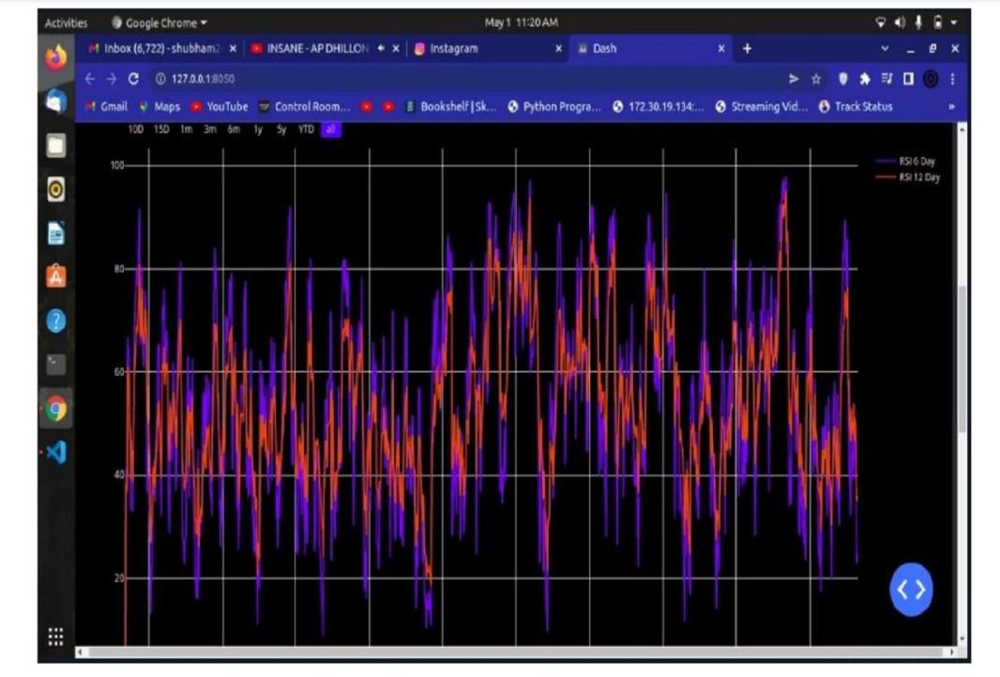 Activities Google Chrome May 1 11:20 AM
Inbox (6,722) - shubham2 INSANE - AP DHILLON Instagram Dash
127.0.0.1:8050
Gmail Maps YouTube Control Room... Bookshelf | Sk... Python Progra... 172.30.19.134:... Streaming Vid... Track Status »
10D 15D 1m 3m 6m 1y 5y YTD all
100
RSI 6 Day
RSI 12 Day
80
60
40
20